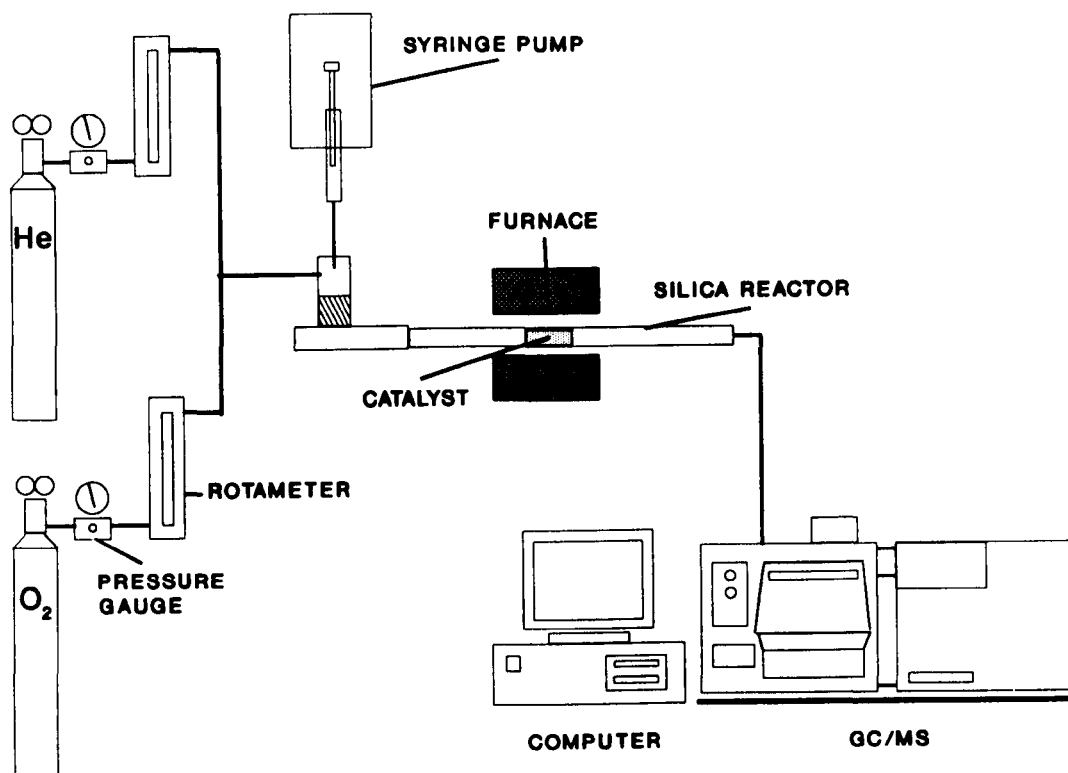 SYRINGE PUMP
He
FURNACE
SILICA REACTOR
CATALYST
ROTAMETER
PRESSURE
GAUGE
O₂
COMPUTER
GC/MS